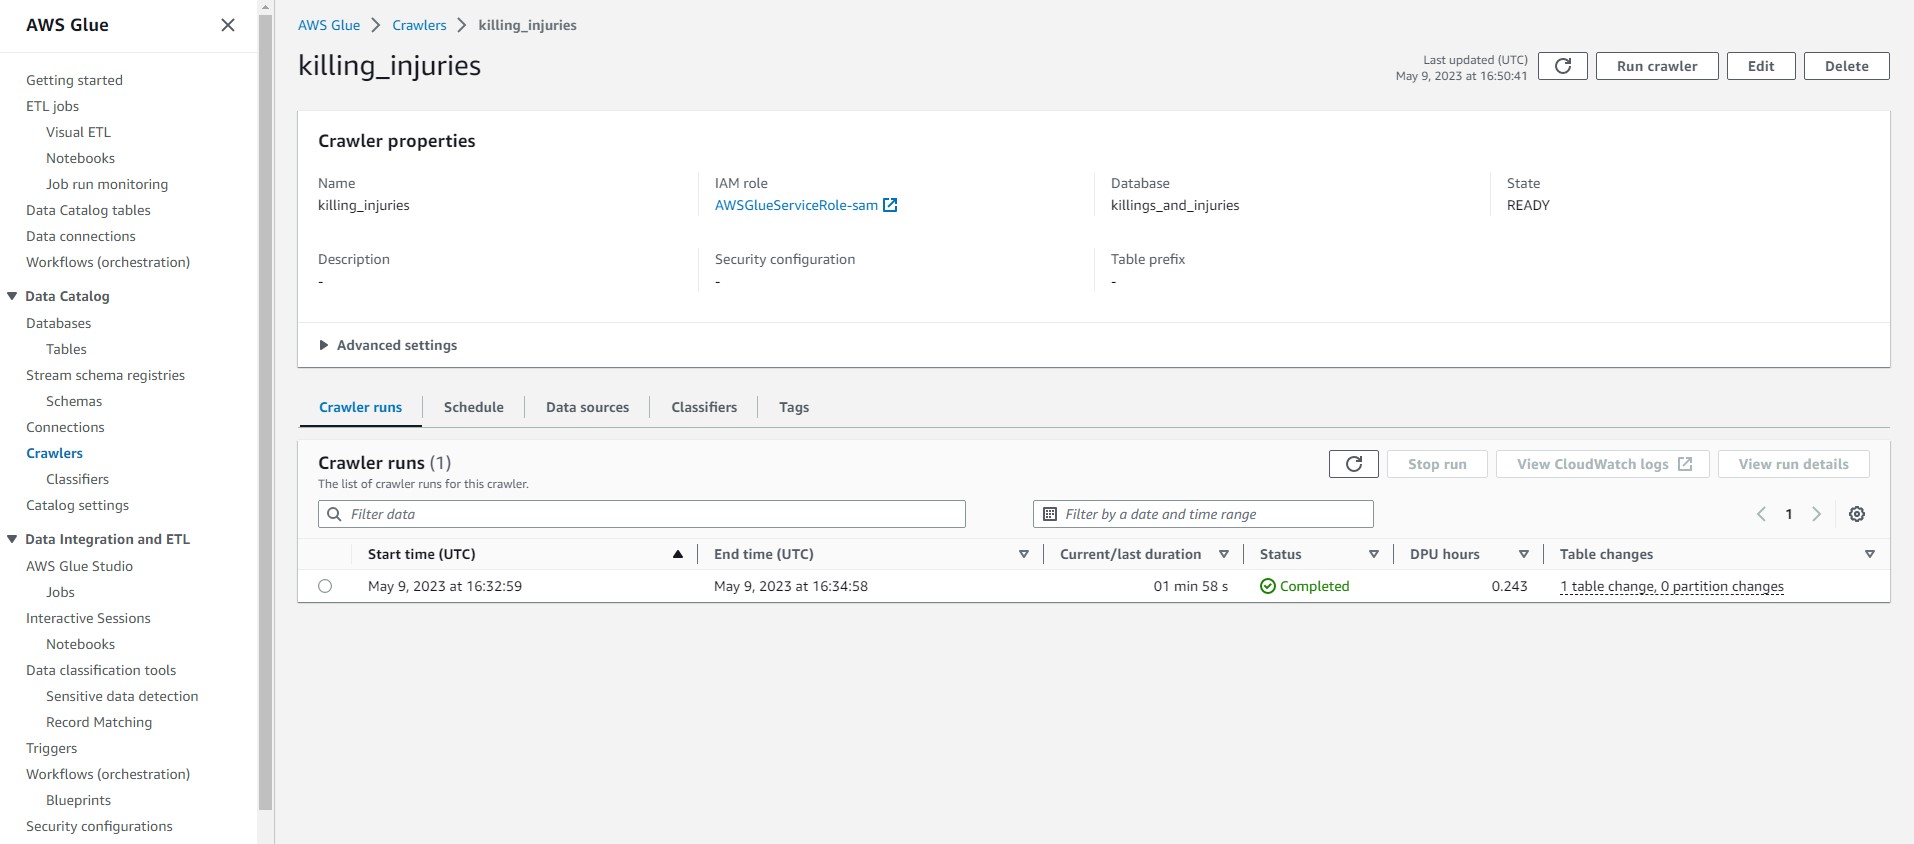 AWS Glue
Getting started
ETL jobs
Visual ETL
Notebooks
Job run monitoring
Data Catalog tables
Data connections
Workflows (orchestration)
Data Catalog
Databases
Tables
Stream schema registries
Schemas
Connections
Crawlers
Classifiers
Catalog settings
Data Integration and ETL
AWS Glue Studio
Jobs
Interactive Sessions
Notebooks
Data classification tools
Sensitive data detection
Record Matching
Triggers
Workflows (orchestration)
Blueprints
Security configurations
AWS Glue Crawlers killing_injuries
killing_injuries
Last updated (UTC)
May 9, 2023 at 16:50:41
Run crawler Edit Delete
Crawler properties
Name IAM role Database State
killing_injuries AWSGlueServiceRole-sam killings_and_injuries READY
Description Security configuration Table prefix
- - -
Advanced settings
Crawler runs Schedule Data sources Classifiers Tags
Crawler runs (1)
The list of crawler runs for this crawler.
Stop run View CloudWatch logs View run details
Filter data Filter by a date and time range 1
Start time (UTC) End time (UTC) Current/last duration Status DPU hours Table changes
May 9, 2023 at 16:32:59 May 9, 2023 at 16:34:58 01 min 58 s Completed 0.243 1 table change, 0 partition changes